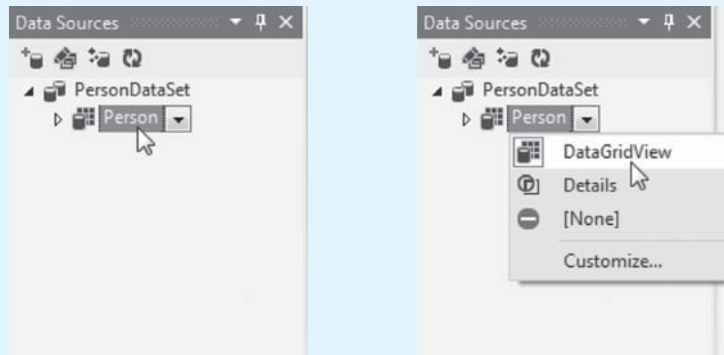 Data Sources
PersonDataSet
Person
Data Sources
PersonDataSet
Person
DataGridView
Details
[None]
Customize...